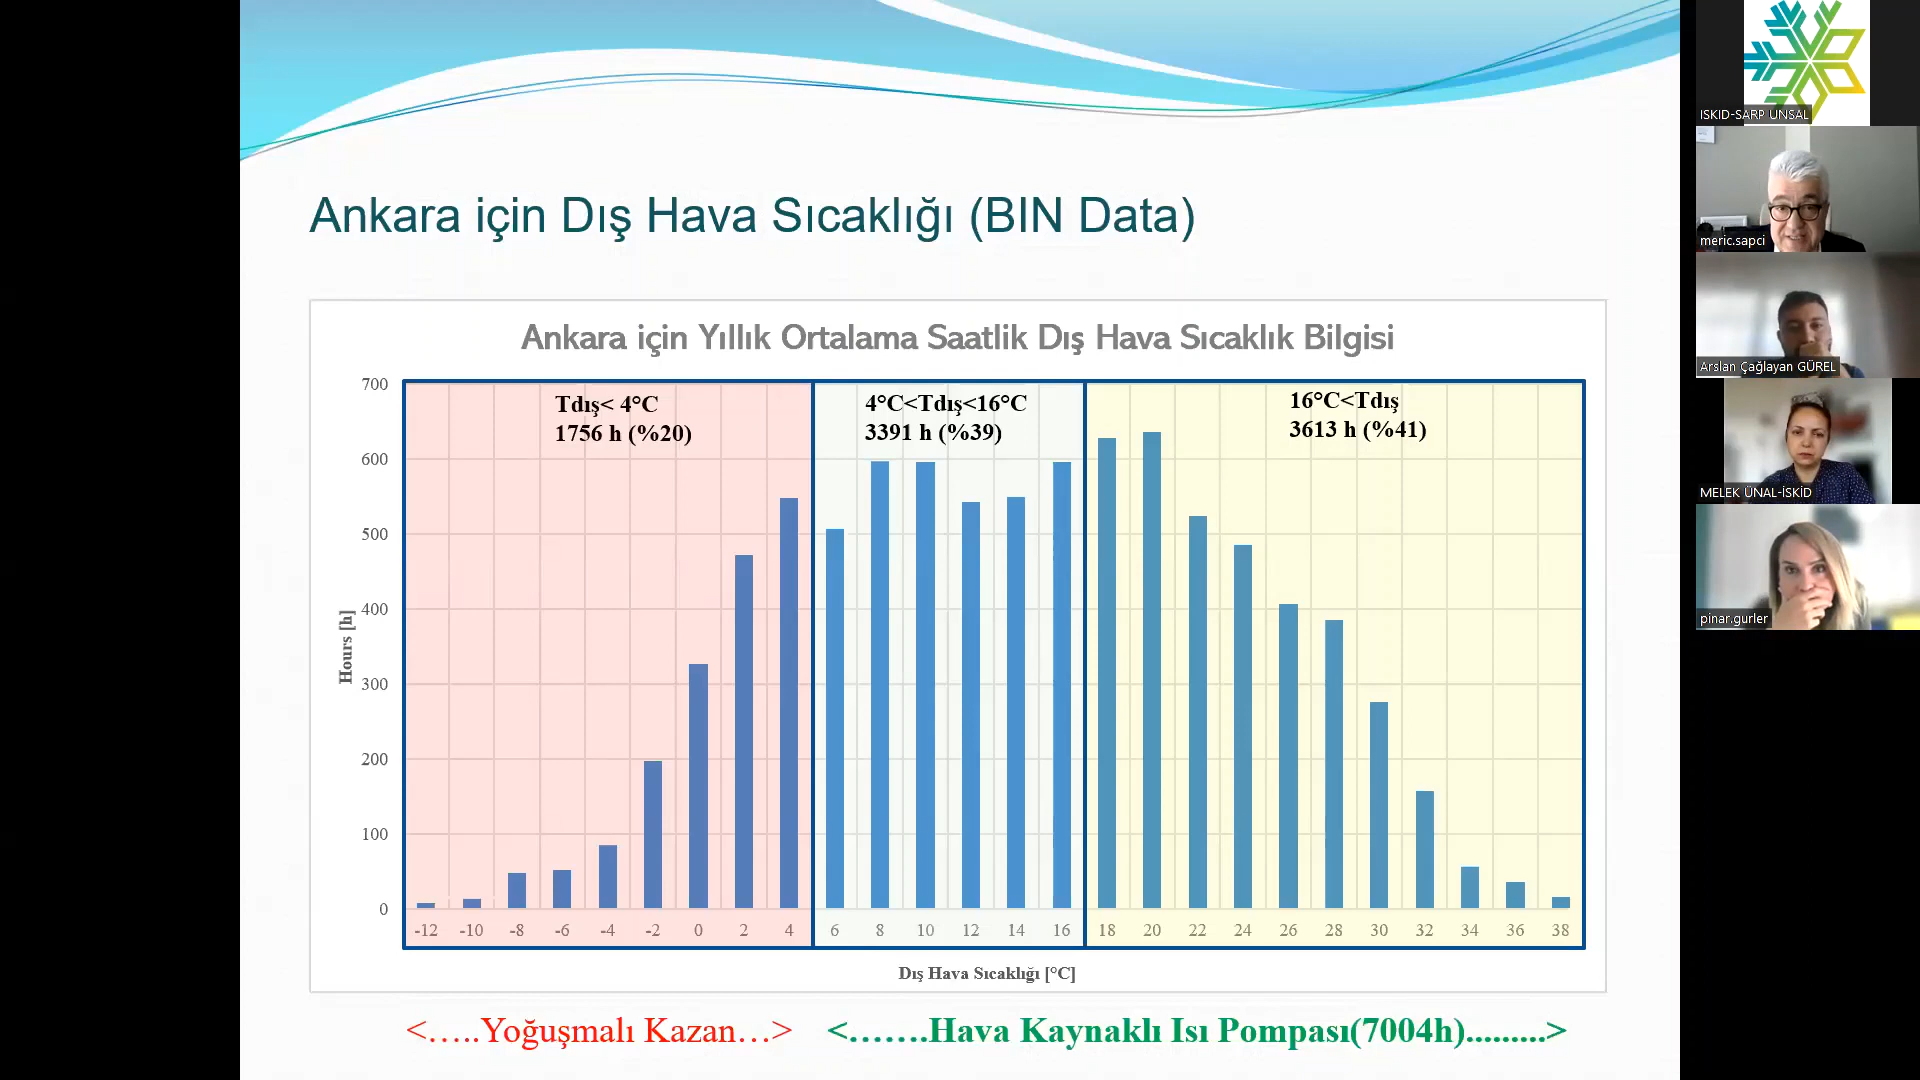 Ankara için Dış Hava Sıcaklığı (BIN Data)
Ankara için Yıllık Ortalama Saatlik Dış Hava Sıcaklık Bilgisi
Tdış< 4°C
1756 h (%20)
4°C<Tdış<16°C
3391 h (%39)
16°C<Tdış
3613 h (%41)
700
600
500
400
300
200
100
0
Hours [h]
-12 -10 -8 -6 -4 -2 0 2 4 6 8 10 12 14 16 18 20 22 24 26 28 30 32 34 36 38
Dış Hava Sıcaklığı [°C]
<…..Yoğuşmalı Kazan…>
<…….Hava Kaynaklı Isı Pompası(7004h).........>
ISKID-SARP ÜNSAL
meric.sapci
Arslan Çağlayan GÜREL
MELEK ÜNAL-İSKİD
pinar.gurler